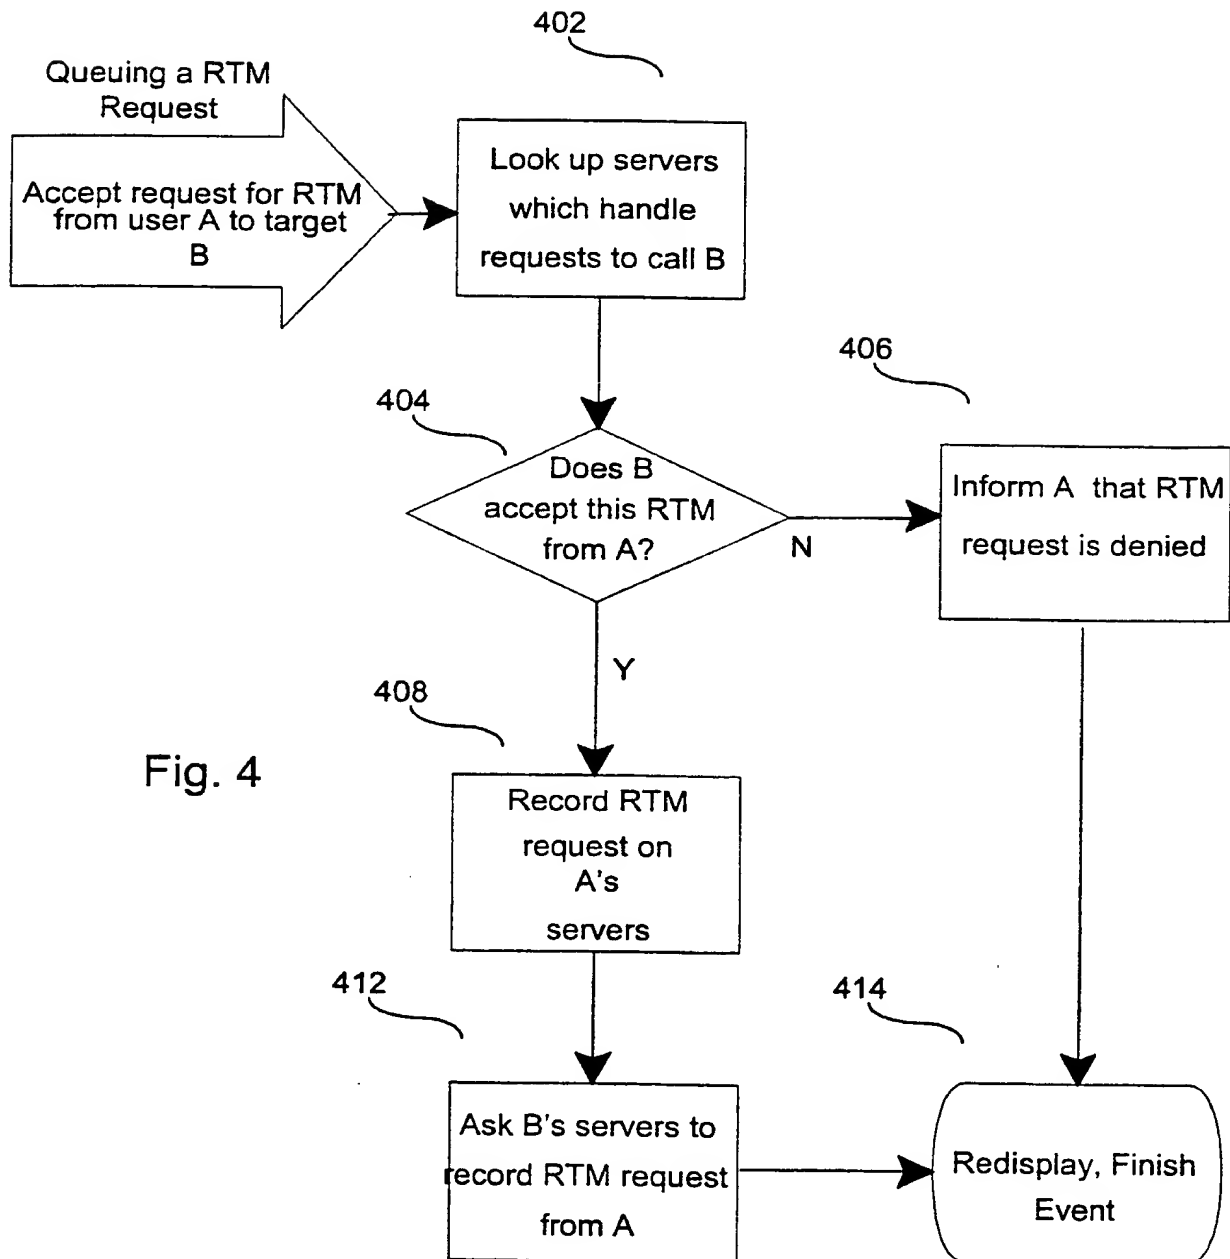 402
Queuing a RTM
Request
Accept request for RTM
from user A to target
B
Look up servers
which handle
requests to call B
406
404
Does B
accept this RTM
from A?
N
Inform A that RTM
request is denied
Y
408
Fig. 4
Record RTM
request on
A's
servers
412
414
Ask B's servers to
record RTM request
from A
Redisplay, Finish
Event